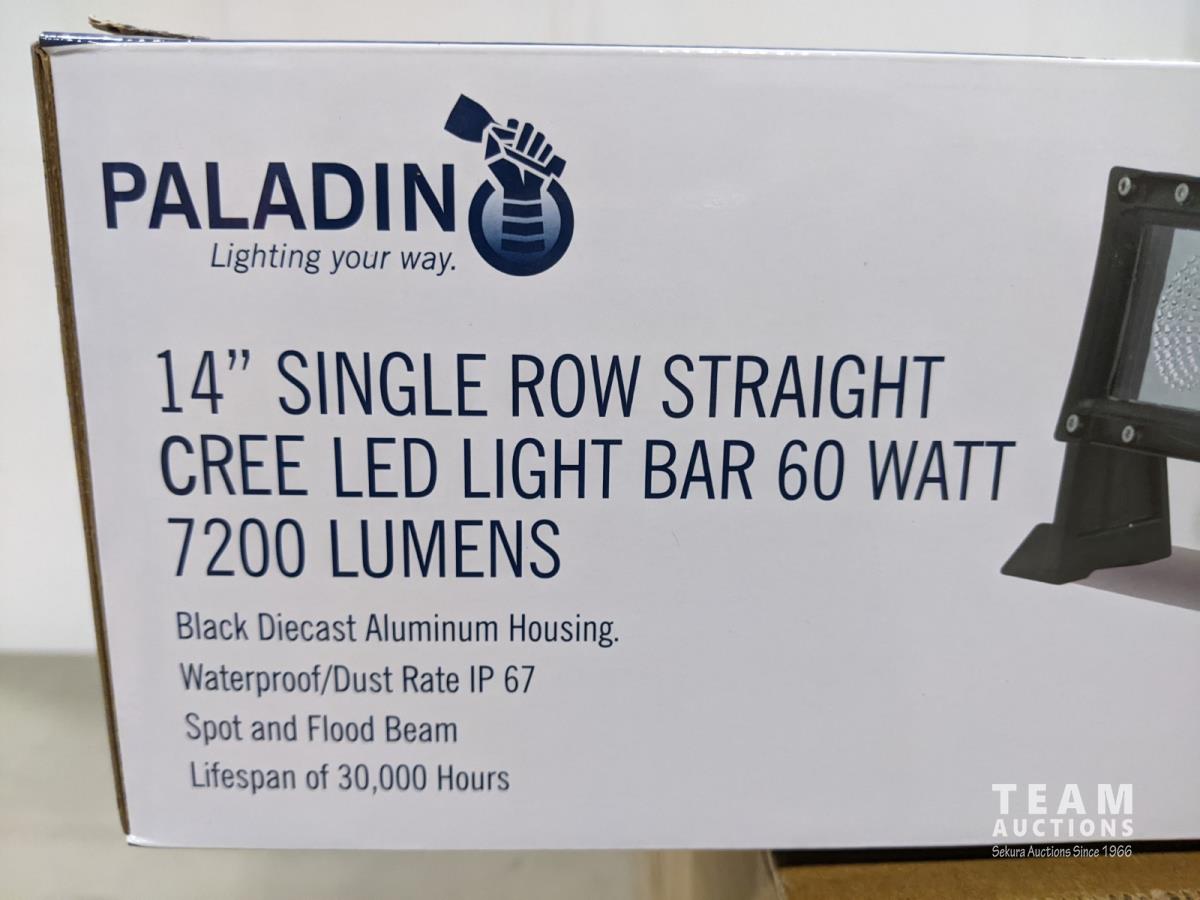 PALADIN
Lighting your way.
14” SINGLE ROW STRAIGHT
CREE LED LIGHT BAR 60 WATT
7200 LUMENS
Black Diecast Aluminum Housing.
Waterproof/Dust Rate IP 67
Spot and Flood Beam
Lifespan of 30,000 Hours
TEAM
AUCTIONS
Sekura Auctions Since 1966